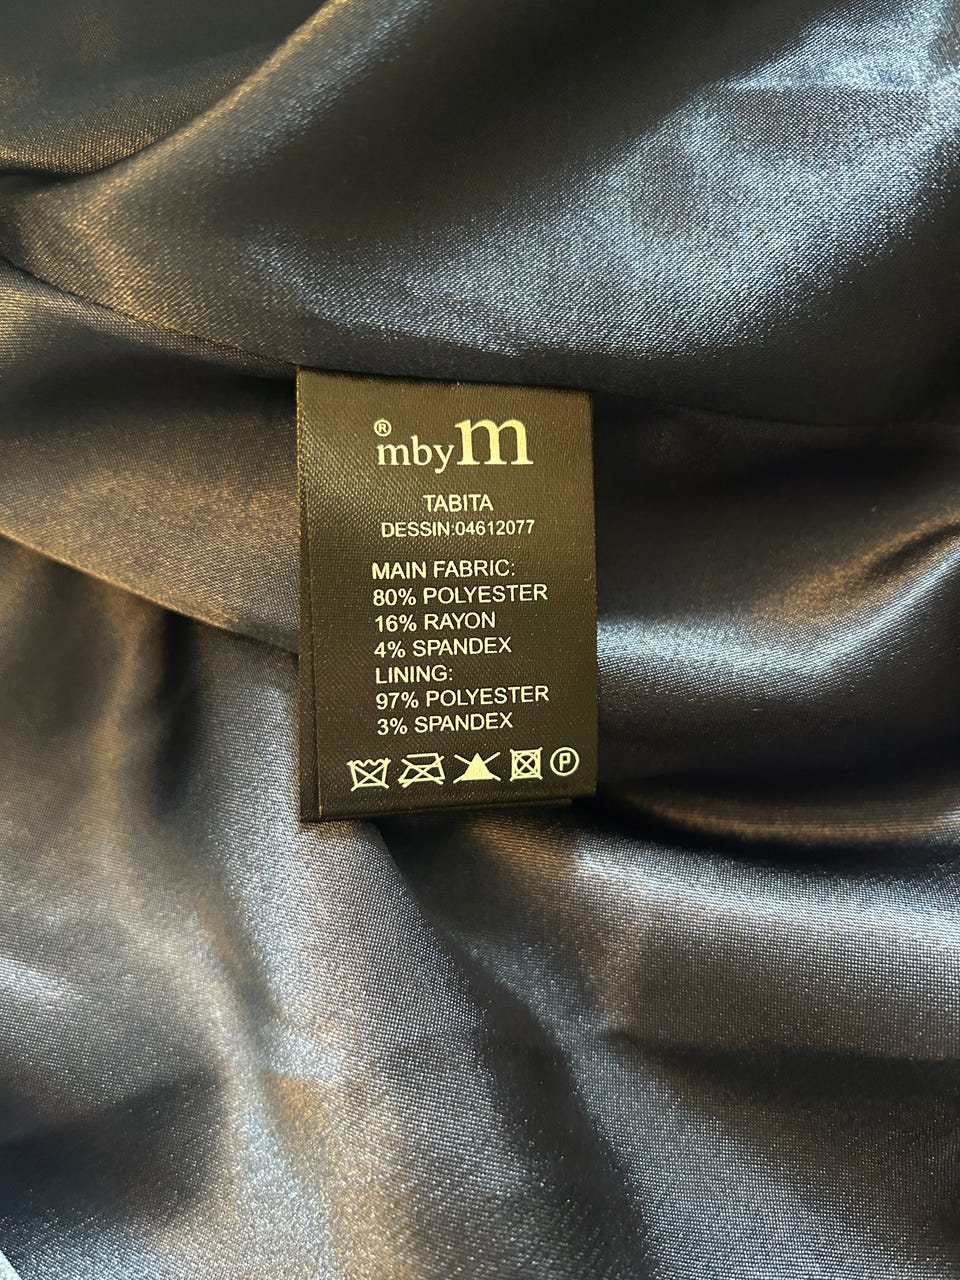 ®
mbym
TABITA
DESSIN:04612077
MAIN FABRIC:
80% POLYESTER
16% RAYON
4% SPANDEX
LINING:
97% POLYESTER
3% SPANDEX
P